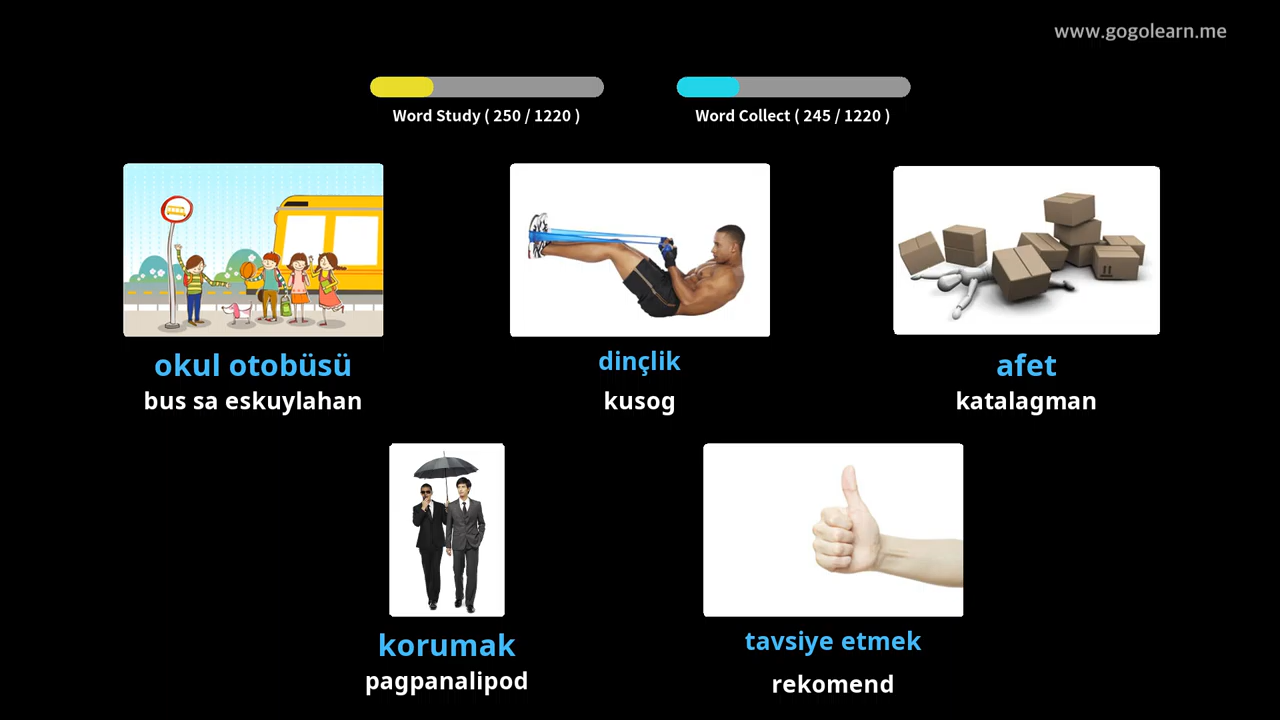 www.gogolearn.me
Word Study ( 250 / 1220 )
Word Collect ( 245 / 1220 )
okul otobüsü
bus sa eskuylahan
dinçlik
kusog
afet
katalagman
korumak
pagpanalipod
tavsiye etmek
rekomend